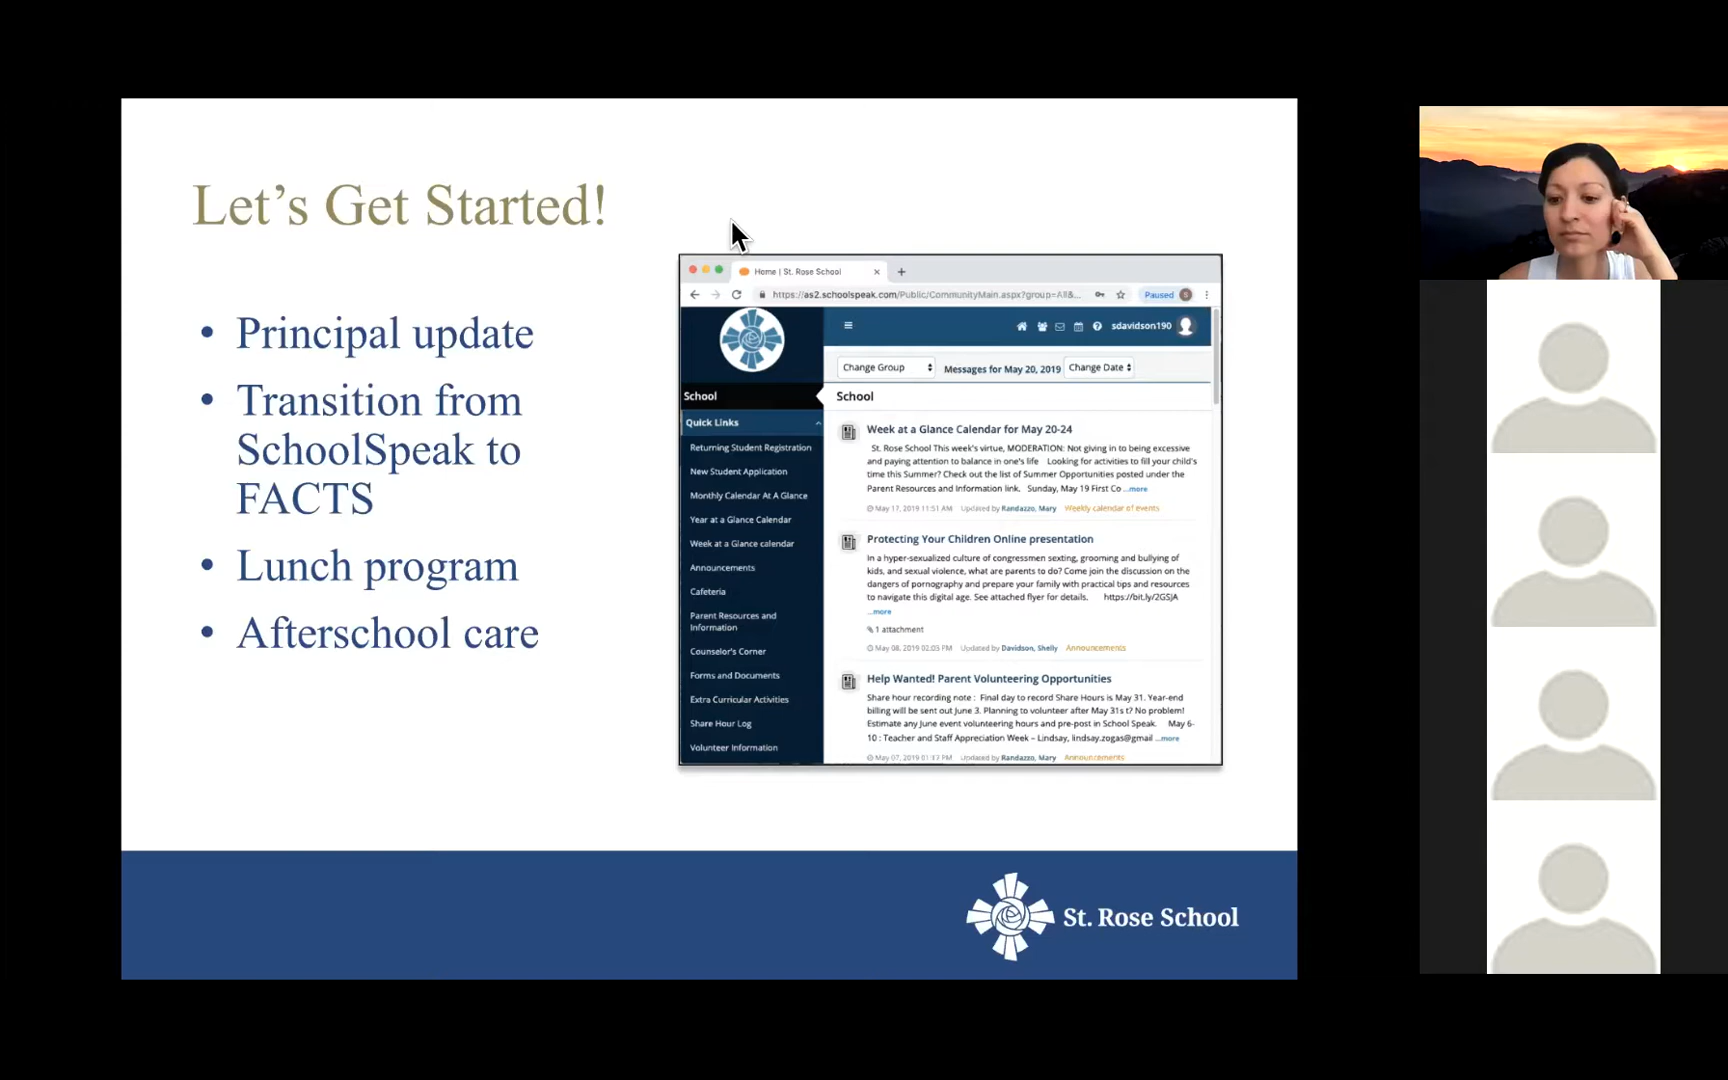 Let's Get Started!
• Principal update
• Transition from
SchoolSpeak to
FACTS
• Lunch program
• Afterschool care
Home | St. Rose School
https://as2.schoolspeak.com/Public/CommunityMain.aspx?group=All&...
Paused
S
sdavidson190
Change Group
Messages for May 20, 2019
Change Date
School
Quick Links
Returning Student Registration
New Student Application
Monthly Calendar At A Glance
Year at a Glance Calendar
Week at a Glance calendar
Announcements
Cafeteria
Parent Resources and
Information
Counselor's Corner
Forms and Documents
Extra Curricular Activities
Share Hour Log
Volunteer Information
School
Week at a Glance Calendar for May 20-24
St. Rose School This week's virtue, MODERATION: Not giving in to being excessive
and paying attention to balance in one's life Looking for activities to fill your child's
time this Summer? Check out the list of Summer Opportunities posted under the
Parent Resources and Information link. Sunday, May 19 First Co ...more
May 17, 2019 11:51 AM Updated by Randazzo, Mary Weekly calendar of events
Protecting Your Children Online presentation
In a hyper-sexualized culture of congressmen sexting, grooming and bullying of
kids, and sexual violence, what are parents to do? Come join the discussion on the
dangers of pornography and prepare your family with practical tips and resources
to navigate this digital age. See attached flyer for details. https://bit.ly/2GSJA
...more
1 attachment
May 08, 2019 02:05 PM Updated by Davidson, Shelly Announcements
Help Wanted! Parent Volunteering Opportunities
Share hour recording note : Final day to record Share Hours is May 31. Year-end
billing will be sent out June 3. Planning to volunteer after May 31s t? No problem!
Estimate any June event volunteering hours and pre-post in School Speak. May 6-
10 : Teacher and Staff Appreciation Week – Lindsay, lindsay.zogas@gmail ...more
May 07, 2019 01:17 PM Updated by Randazzo, Mary Announcements
St. Rose School